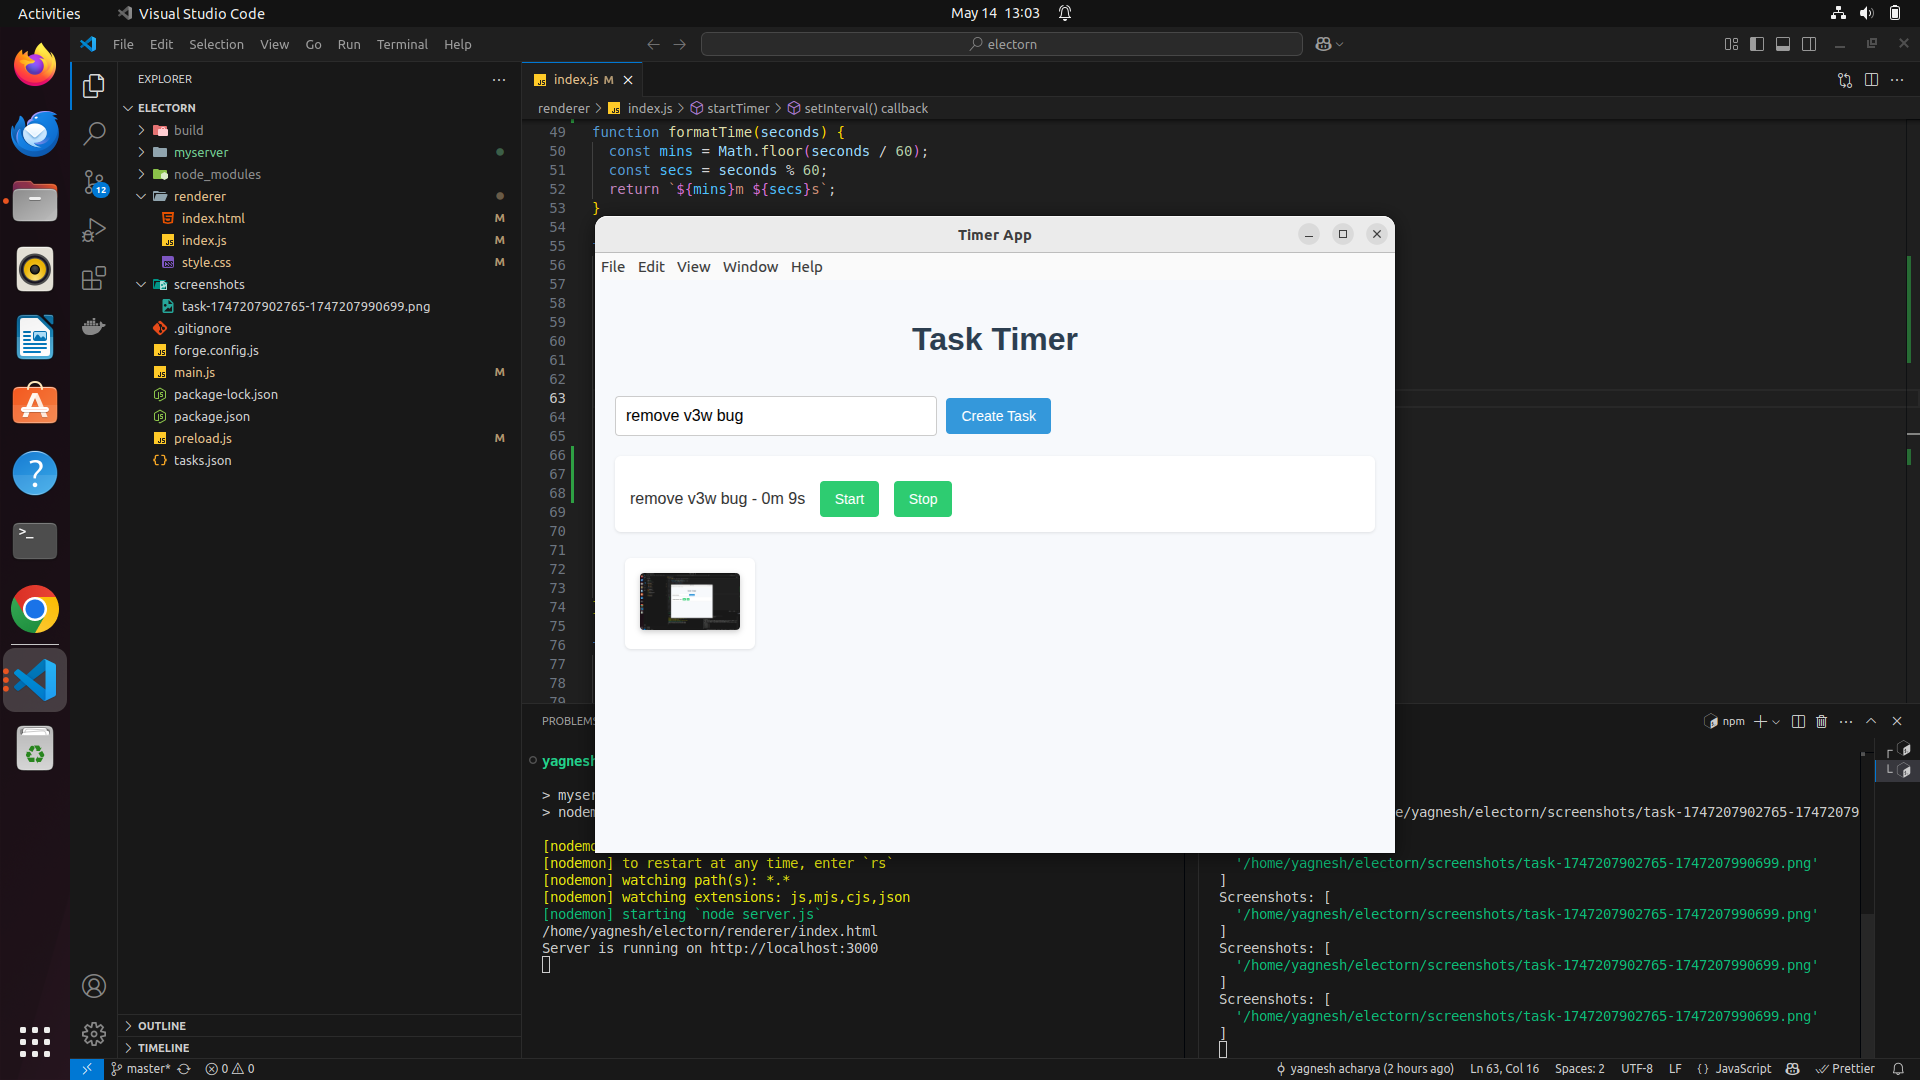 Activities
Visual Studio Code
May 14 13:03
File Edit Selection View Go Run Terminal Help
electorn
EXPLORER
index.js M
ELECTORN
renderer > index.js > startTimer > setInterval() callback
build
myserver
node_modules
renderer
index.html M
index.js M
style.css M
screenshots
task-1747207902765-1747207990699.png
.gitignore
forge.config.js
main.js M
package-lock.json
package.json
preload.js M
tasks.json
12
49 function formatTime(seconds) {
50 const mins = Math.floor(seconds / 60);
51 const secs = seconds % 60;
52 return `${mins}m ${secs}s`;
53 }
54
55
56
57
58
59
60
61
62
63
64
65
66
67
68
69
70
71
72
73
74
75
76
77
78
79
Timer App
File Edit View Window Help
Task Timer
remove v3w bug
Create Task
remove v3w bug - 0m 9s
Start
Stop
PROBLEMS
npm
yagnesh
> myser
> nodem
[nodemo
[nodemon] to restart at any time, enter `rs`
[nodemon] watching path(s): *.*
[nodemon] watching extensions: js,mjs,cjs,json
[nodemon] starting `node server.js`
/home/yagnesh/electorn/renderer/index.html
Server is running on http://localhost:3000
e/yagnesh/electorn/screenshots/task-1747207902765-17472079
'/home/yagnesh/electorn/screenshots/task-1747207902765-1747207990699.png'
]
Screenshots: [
'/home/yagnesh/electorn/screenshots/task-1747207902765-1747207990699.png'
]
Screenshots: [
'/home/yagnesh/electorn/screenshots/task-1747207902765-1747207990699.png'
]
Screenshots: [
'/home/yagnesh/electorn/screenshots/task-1747207902765-1747207990699.png'
]
OUTLINE
TIMELINE
master*
0 0
yagnesh acharya (2 hours ago)
Ln 63, Col 16
Spaces: 2
UTF-8
LF
{ } JavaScript
Prettier